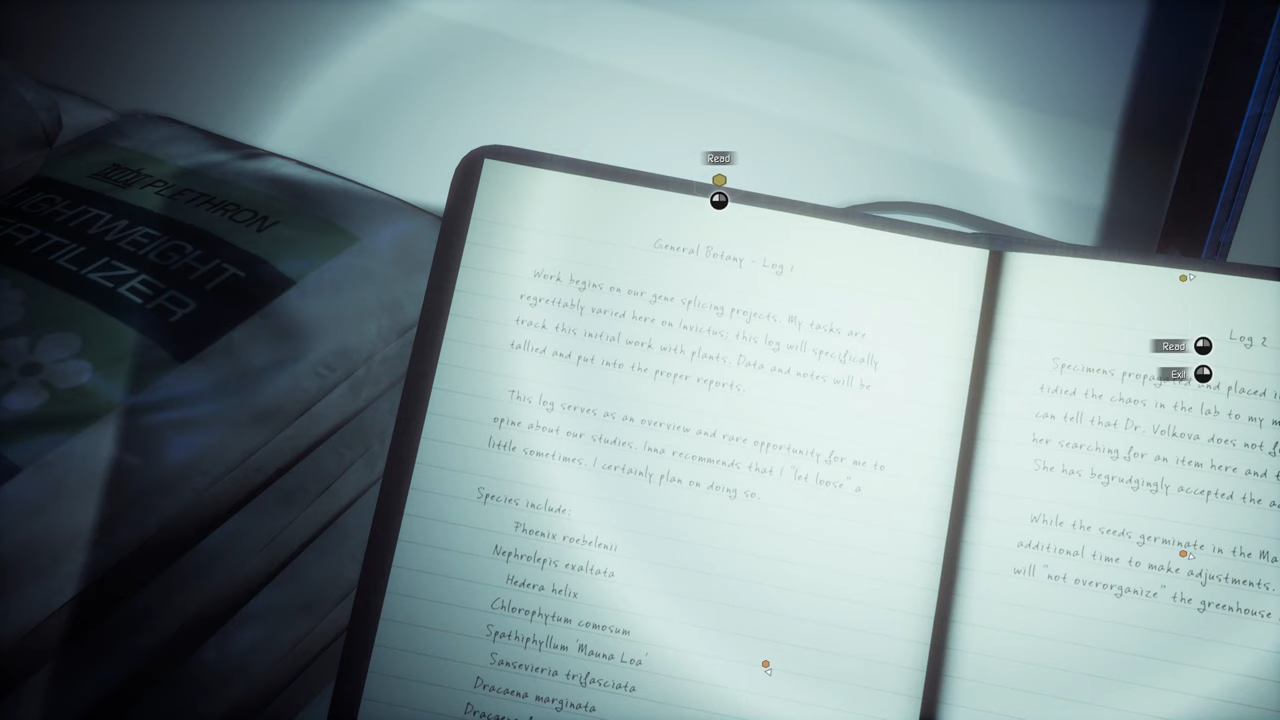 PLETHRON
LIGHTWEIGHT
FERTILIZER
Read
General Botany - Log 1
Work begins on our gene splicing projects. My tasks are
regrettably varied here on Invictus; this log will specifically
track this initial work with plants. Data and notes will be
tallied and put into the proper reports.
This log serves as an overview and rare opportunity for me to
opine about our studies. Inna recommends that I "let loose" a
little sometimes. I certainly plan on doing so.
Species include:
Phoenix roebelenii
Nephrolepis exaltata
Hedera helix
Chlorophytum comosum
Spathiphyllum 'Mauna Loa'
Sansevieria trifasciata
Dracaena marginata
Read
Exit
Log 2
Specimens propagated and placed
tidied the chaos in the lab to my
can tell that Dr. Volkova does not
her searching for an item here and
She has begrudgingly accepted the
While the seeds germinate in the
additional time to make adjustments.
will "not overorganize" the greenhouse